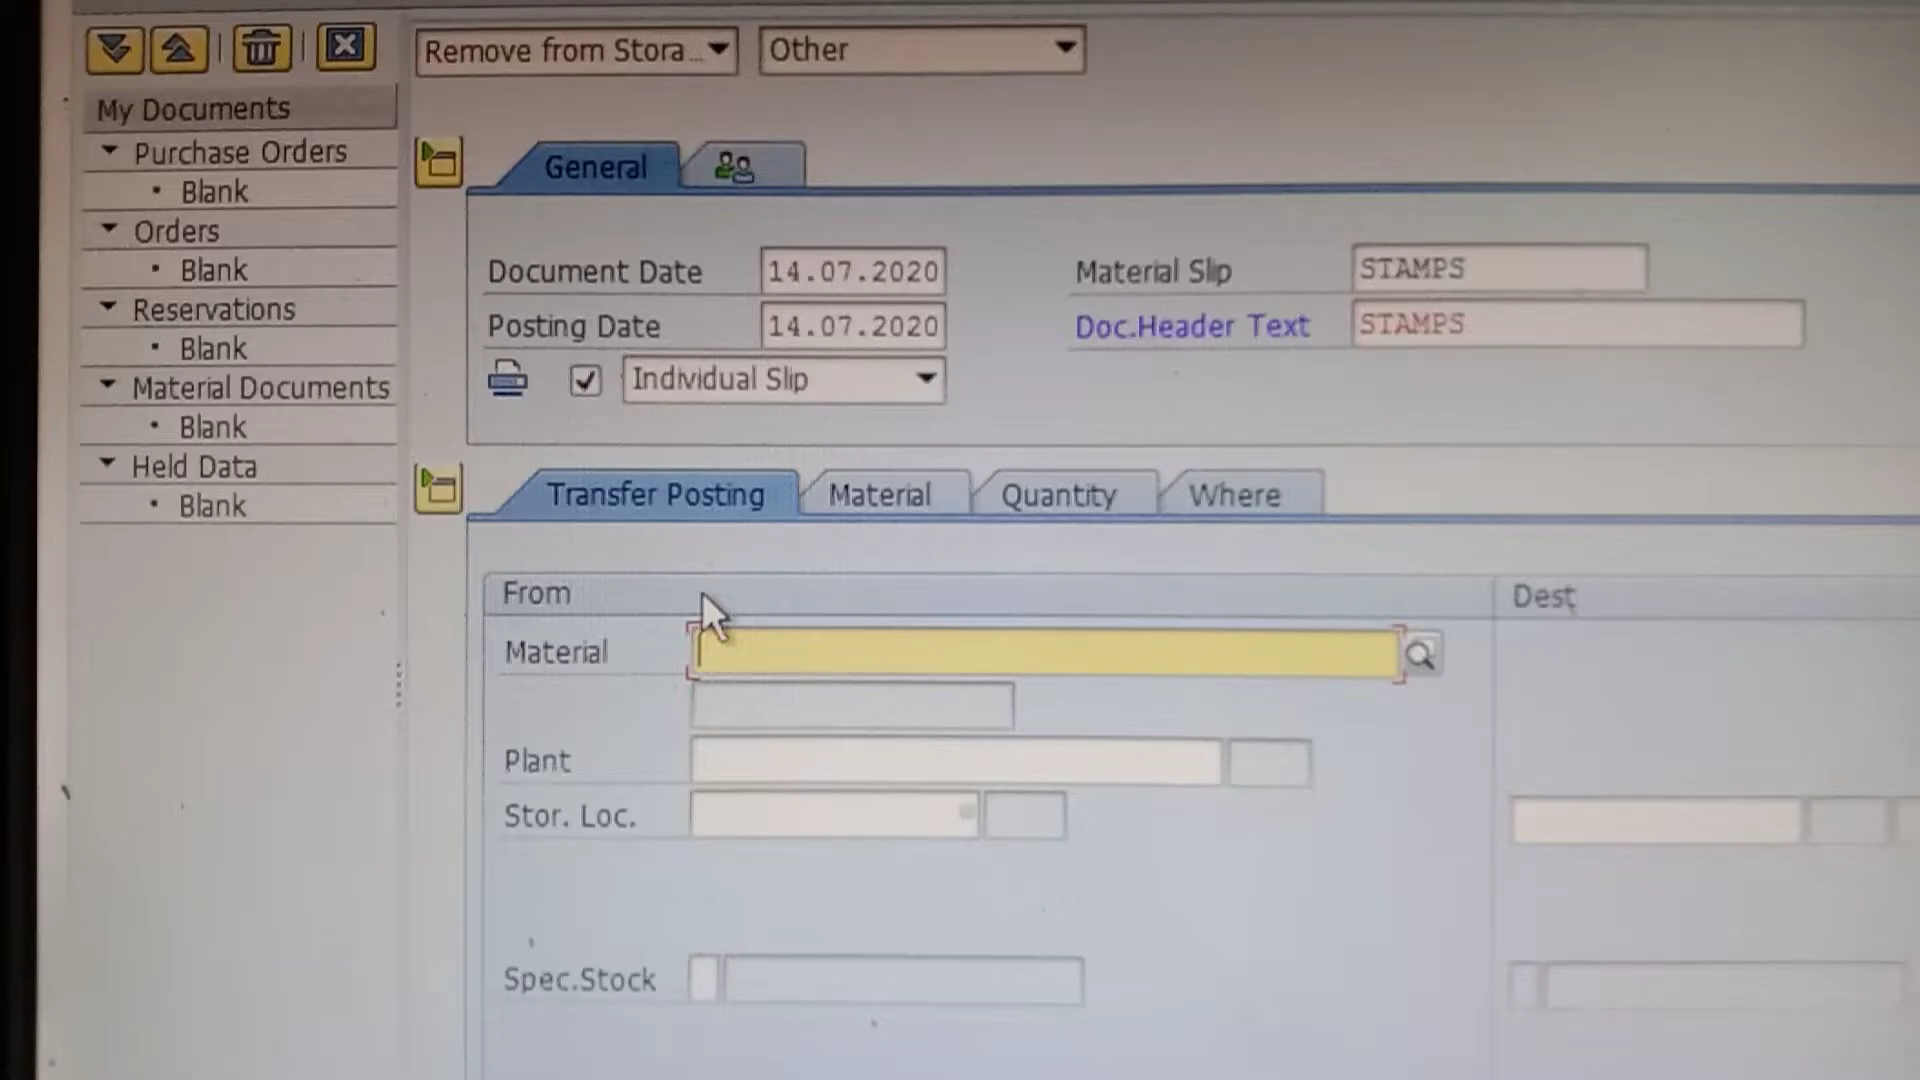 Remove from Stora... Other
My Documents
Purchase Orders
Blank
Orders
Blank
Reservations
Blank
Material Documents
Blank
Held Data
Blank
General
Document Date 14.07.2020 Material Slip STAMPS
Posting Date 14.07.2020 Doc.Header Text STAMPS
Individual Slip
Transfer Posting Material Quantity Where
From Dest
Material
Plant
Stor. Loc.
Spec.Stock